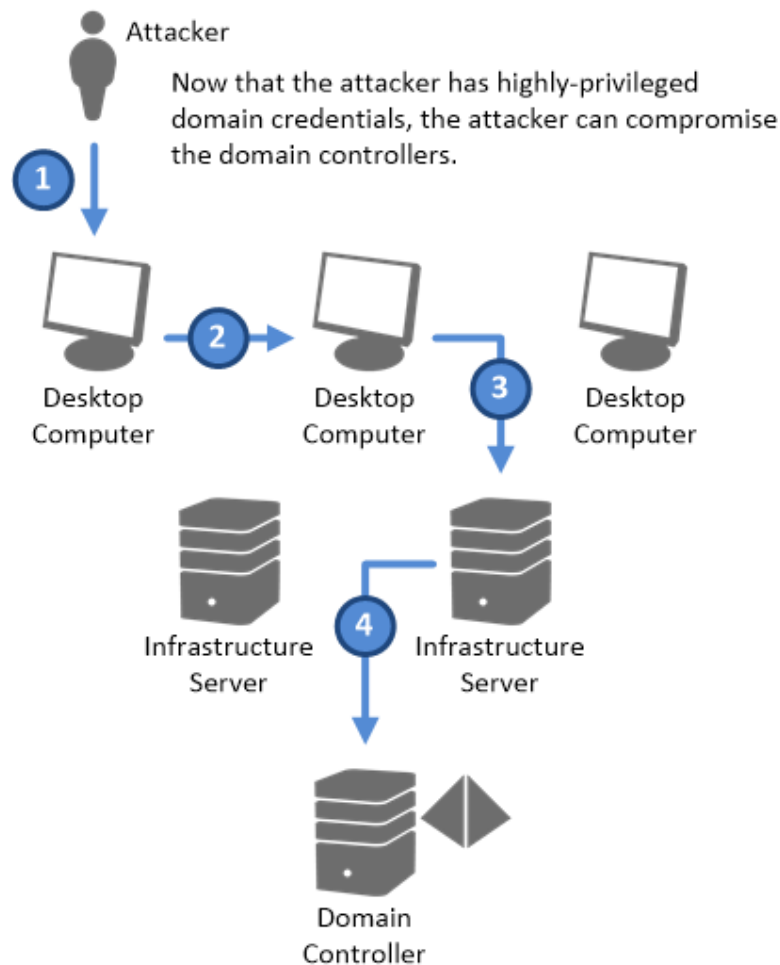 Attacker
Now that the attacker has highly-privileged
domain credentials, the attacker can compromise
the domain controllers.
1
2
3
Desktop
Computer
Desktop
Computer
Desktop
Computer
4
Infrastructure
Server
Infrastructure
Server
Domain
Controller